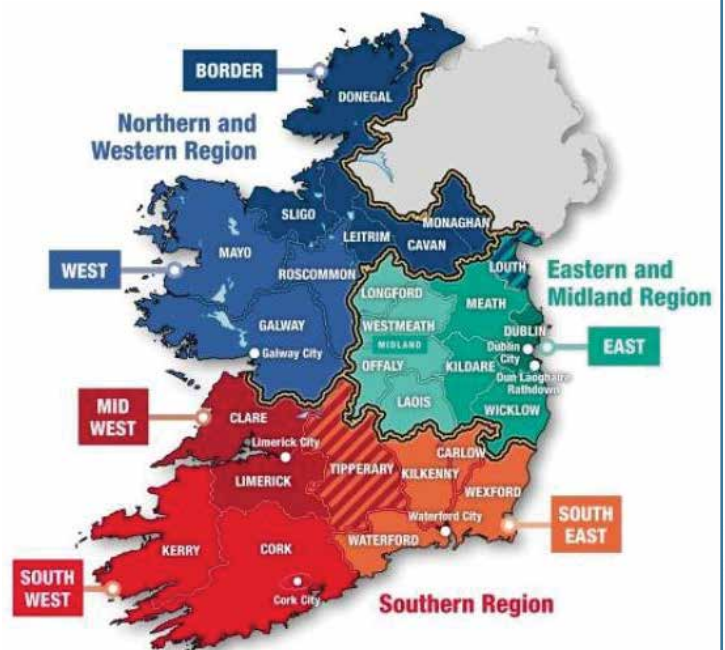 BORDER
DONEGAL
Northern and
Western Region
SLIGO
LEITRIM
MONAGHAN
CAVAN
MAYO
WEST
ROSCOMMON
LOUTH
Eastern and
Midland Region
LONGFORD
MEATH
GALWAY
Galway City
WESTMEATH
MIDLAND
DUBLIN
Dublin
City
EAST
OFFALY
KILDARE
Dun Laoghaire
Rathdown
LAOIS
WICKLOW
MID
WEST
CLARE
Limerick City
LIMERICK
TIPPERARY
CARLOW
KILKENNY
WEXFORD
Waterford City
WATERFORD
SOUTH
EAST
KERRY
CORK
Cork City
SOUTH
WEST
Southern Region